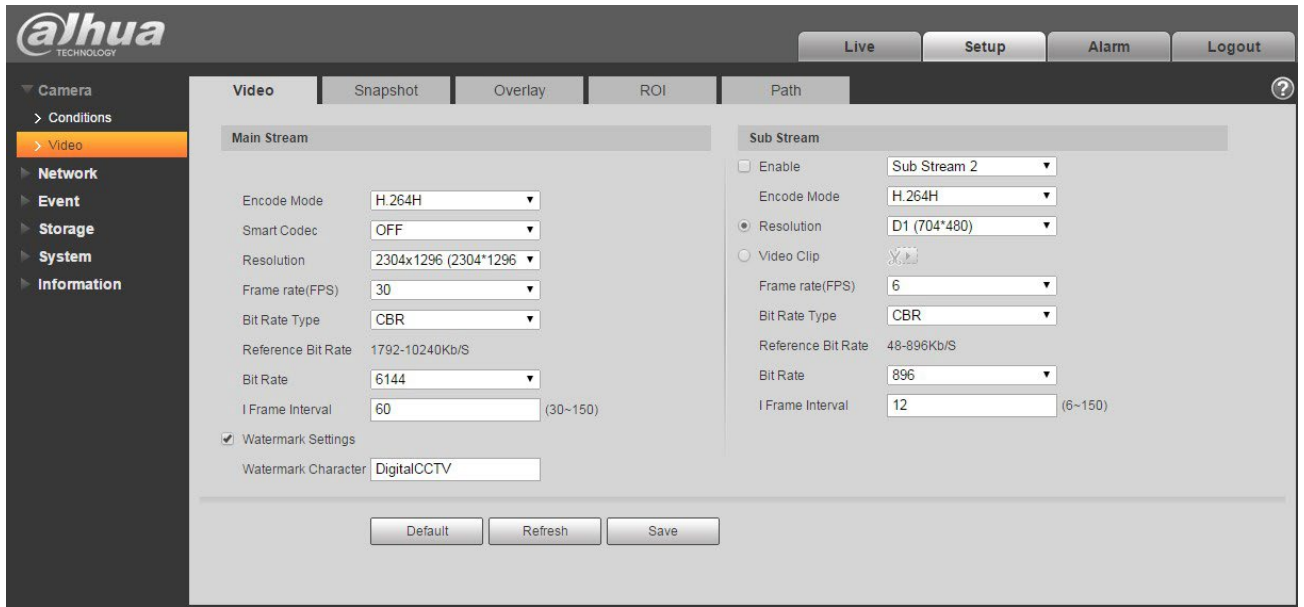 alhua
TECHNOLOGY
Live Setup Alarm Logout
Camera
Conditions
Video
Network
Event
Storage
System
Information
Video Snapshot Overlay ROI Path
?
Main Stream
Encode Mode H.264H
Smart Codec OFF
Resolution 2304x1296 (2304*1296
Frame rate(FPS) 30
Bit Rate Type CBR
Reference Bit Rate 1792-10240Kb/S
Bit Rate 6144
I Frame Interval 60 (30~150)
Watermark Settings
Watermark Character DigitalCCTV
Sub Stream
Enable Sub Stream 2
Encode Mode H.264H
Resolution D1 (704*480)
Video Clip
Frame rate(FPS) 6
Bit Rate Type CBR
Reference Bit Rate 48-896Kb/S
Bit Rate 896
I Frame Interval 12 (6~150)
Default Refresh Save